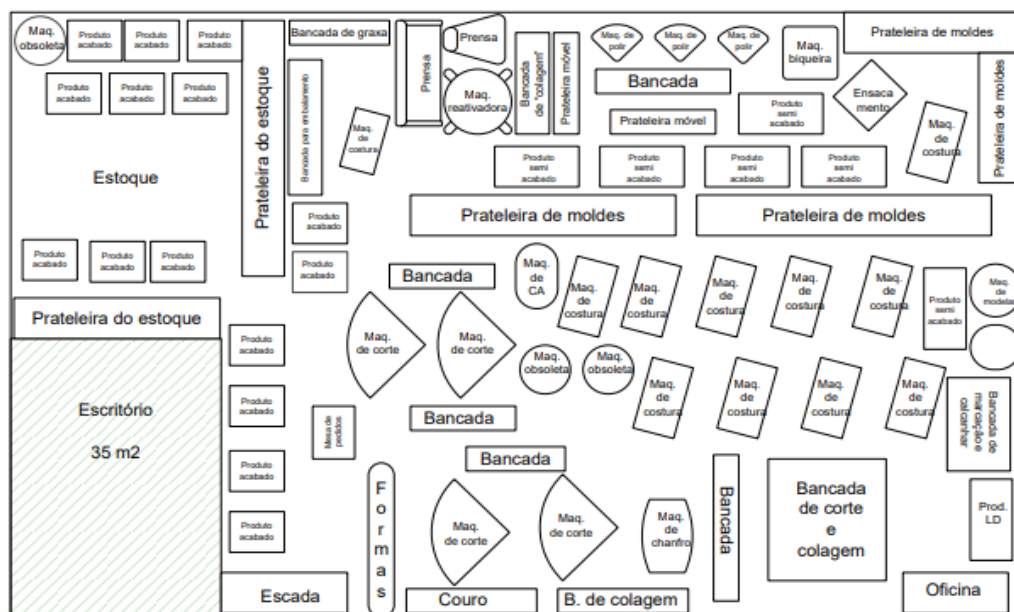 Maq.
obsoleta
Produto
acabado
Produto
acabado
Produto
acabado
Produto
acabado
Produto
acabado
Produto
acabado
Estoque
Produto
acabado
Produto
acabado
Produto
acabado
Prateleira do estoque
Prateleira do estoque
Escritório
35 m2
Bancada de graxa
Bancada para embalamento
Maq.
de
costura
Produto
acabado
Produto
acabado
Prensa
Prensa
Maq.
reativadora
Bancada
de "colagem"
Prateleira móvel
Maq. de
polir
Maq. de
polir
Maq. de
polir
Bancada
Prateleira móvel
Maq.
biqueira
Produto
semi
acabado
Ensaca
mento
Prateleira de moldes
Prateleira de moldes
Maq.
de
costura
Produto
semi
acabado
Produto
semi
acabado
Produto
semi
acabado
Produto
semi
acabado
Prateleira de moldes
Prateleira de moldes
Bancada
Maq.
de
CA
Maq.
de
costura
Maq.
de
costura
Maq.
de
costura
Maq.
de
costura
Maq.
de
costura
Produto
semi
acabado
Maq.
de
modelar
Produto
acabado
Maq.
de corte
Maq.
de corte
Maq.
obsoleta
Maq.
obsoleta
Maq.
de
costura
Maq.
de
costura
Maq.
de
costura
Maq.
de
costura
Bancada de
marcação e
calcanhar
Produto
acabado
Mesa de
pedidos
Bancada
Bancada
Produto
acabado
Produto
acabado
Formas
Maq.
de corte
Maq.
de corte
Maq.
de
chanfro
Bancada
Bancada
de corte
e
colagem
Prod.
LD
Escada
Couro
B. de colagem
Oficina